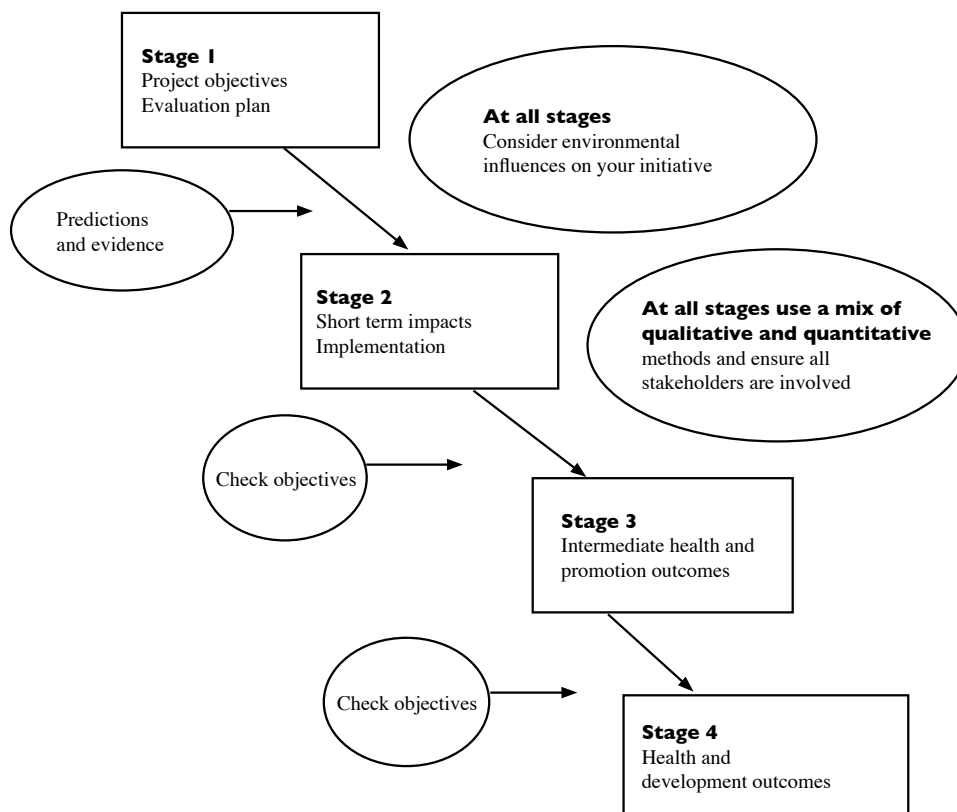 Stage 1
Project objectives
Evaluation plan
At all stages
Consider environmental
influences on your initiative
Predictions
and evidence
Stage 2
Short term impacts
Implementation
At all stages use a mix of
qualitative and quantitative
methods and ensure all
stakeholders are involved
Check objectives
Stage 3
Intermediate health and
promotion outcomes
Check objectives
Stage 4
Health and
development outcomes